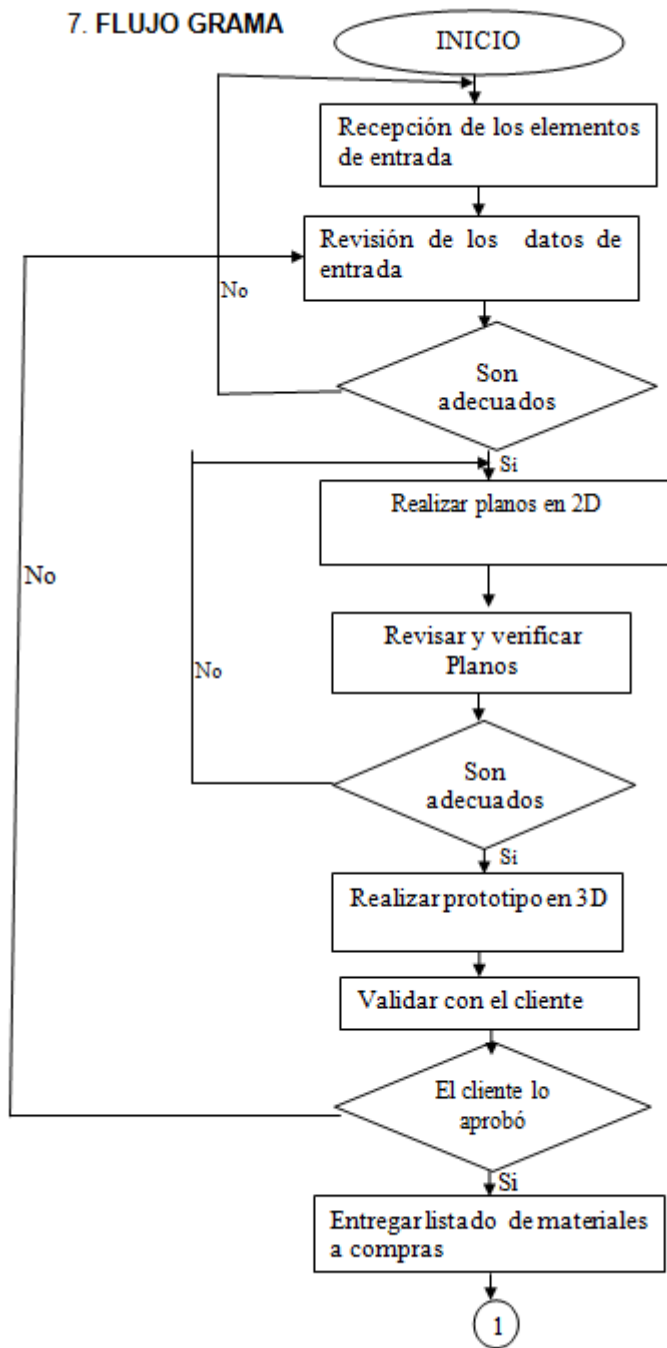 7. FLUJO GRAMA
INICIO
Recepción de los elementos
de entrada
Revisión de los datos de
entrada
No
Son
adecuados
Si
Realizar planos en 2D
No
Revisar y verificar
Planos
No
Son
adecuados
Si
Realizar prototipo en 3D
Validar con el cliente
El cliente lo
aprobó
Si
Entregar listado de materiales
a compras
1